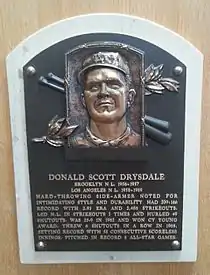 DONALD SCOTT DRYSDALE
BROOKLYN N.L. 1956-1957
LOS ANGELES N.L. 1958-1969
HARD-THROWING SIDE-ARMER NOTED FOR
INTIMIDATING STYLE AND DURABILITY HAD 209-166
RECORD WITH 2.95 ERA AND 2,486 STRIKEOUTS.
LED N.L. IN STRIKEOUTS 3 TIMES AND HURLED 49
SHUTOUTS. WAS 25-9 IN 1962 AND WON CY YOUNG
AWARD. THREW 6 SHUTOUTS IN A ROW IN 1968,
SETTING RECORD WITH 58 CONSECUTIVE SCORELESS
INNINGS. PITCHED IN RECORD 8 ALL-STAR GAMES.